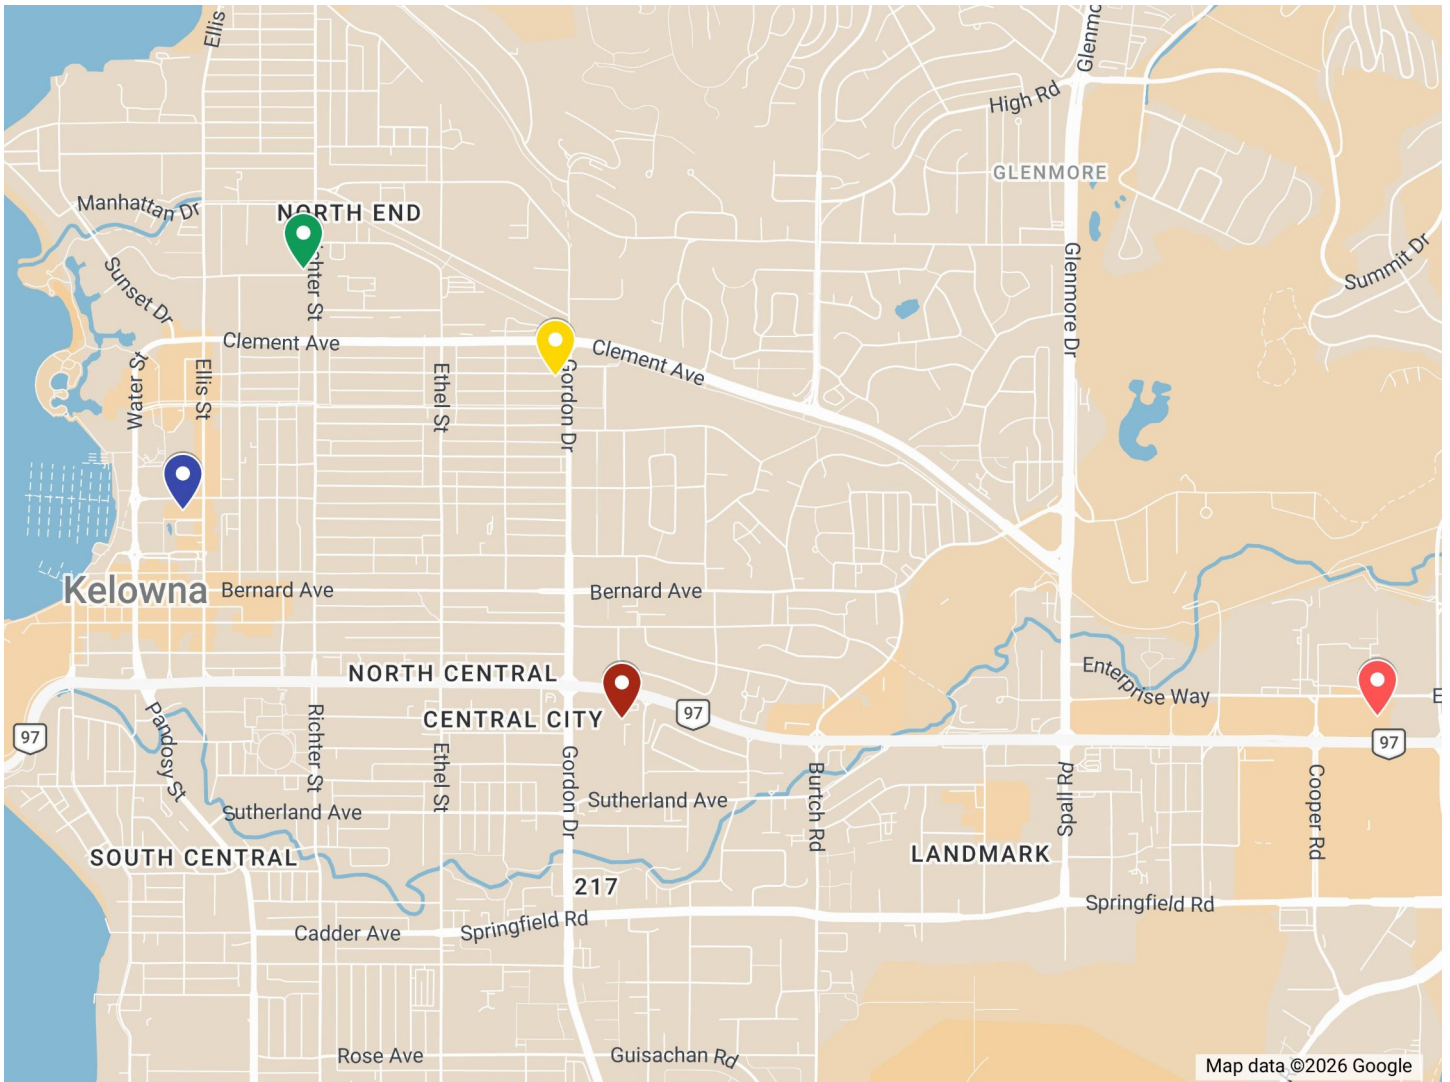 Ellis
Glenmo
High Rd
GLENMORE
Manhattan Dr
NORTH END
Summit Dr
Sunset Dr
chter St
Glenmore Dr
Clement Ave
Clement Ave
Water St
Ellis St
Ethel St
Gordon Dr
Kelowna
Bernard Ave
Bernard Ave
NORTH CENTRAL
Enterprise Way
E
CENTRAL CITY
97
97
97
Pandosy St
Richter St
Ethel St
Gordon Dr
Burtch Rd
Spall Rd
Cooper Rd
Sutherland Ave
Sutherland Ave
SOUTH CENTRAL
LANDMARK
217
Springfield Rd
Springfield Rd
Cadder Ave
Rose Ave
Guisachan Rd
Map data ©2026 Google